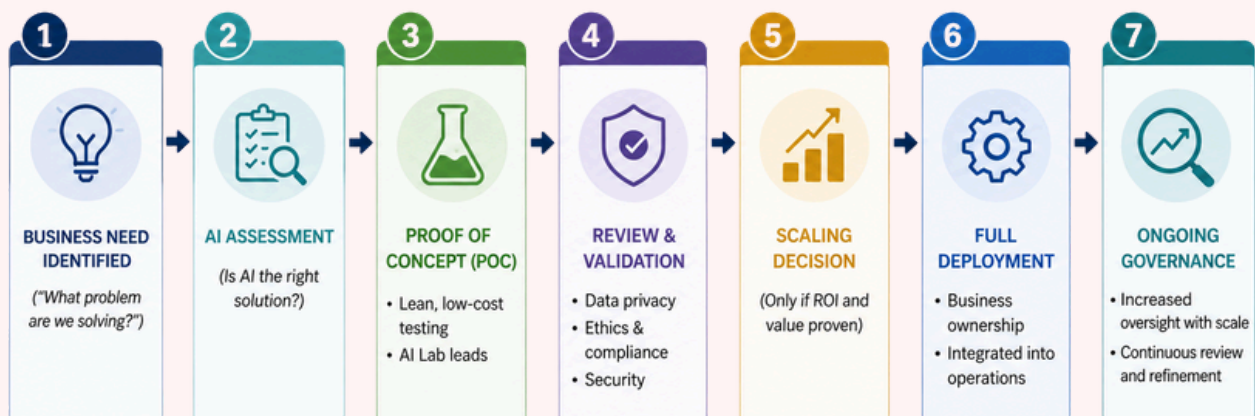 1
BUSINESS NEED
IDENTIFIED
("What problem
are we solving?")
2
AI ASSESSMENT
(Is AI the right
solution?)
3
PROOF OF
CONCEPT (POC)
• Lean, low-cost
testing
• AI Lab leads
4
REVIEW &
VALIDATION
• Data privacy
• Ethics &
compliance
• Security
5
SCALING
DECISION
(Only if ROI and
value proven)
6
FULL
DEPLOYMENT
• Business
ownership
• Integrated into
operations
7
ONGOING
GOVERNANCE
• Increased
oversight with scale
• Continuous review
and refinement